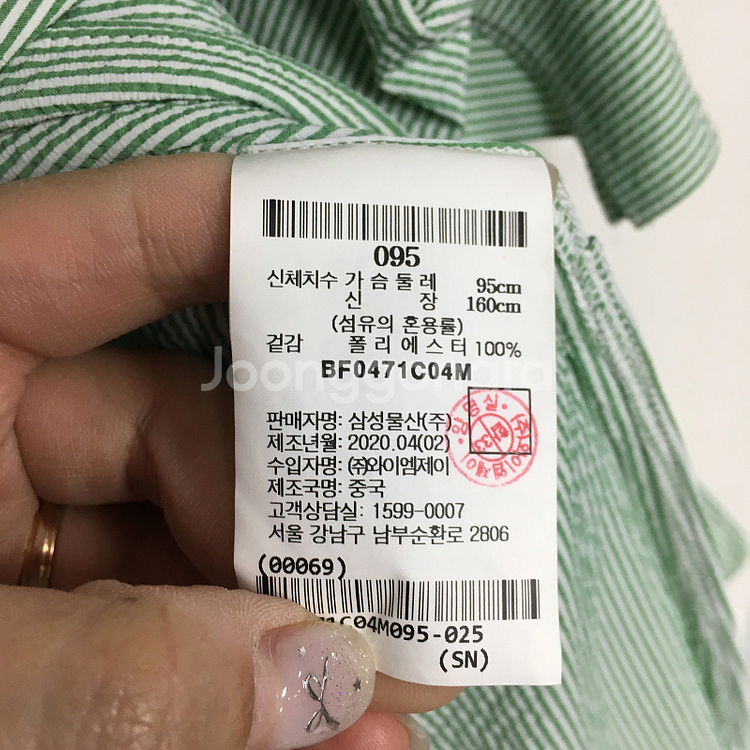 095
신체치수 가 슴 둘 레 95cm
신 장 160cm
(섬유의 혼용률)
겉감 폴 리 에 스 터 100%
BF0471C04M
Joonggonara
판매자명: 삼성물산(주)
제조년월: 2020.04(02)
수입자명: ㈜와이엠제이
제조국명: 중국
고객상담실: 1599-0007
서울 강남구 남부순환로 2806
(00069)
1C04M095-025
(SN)